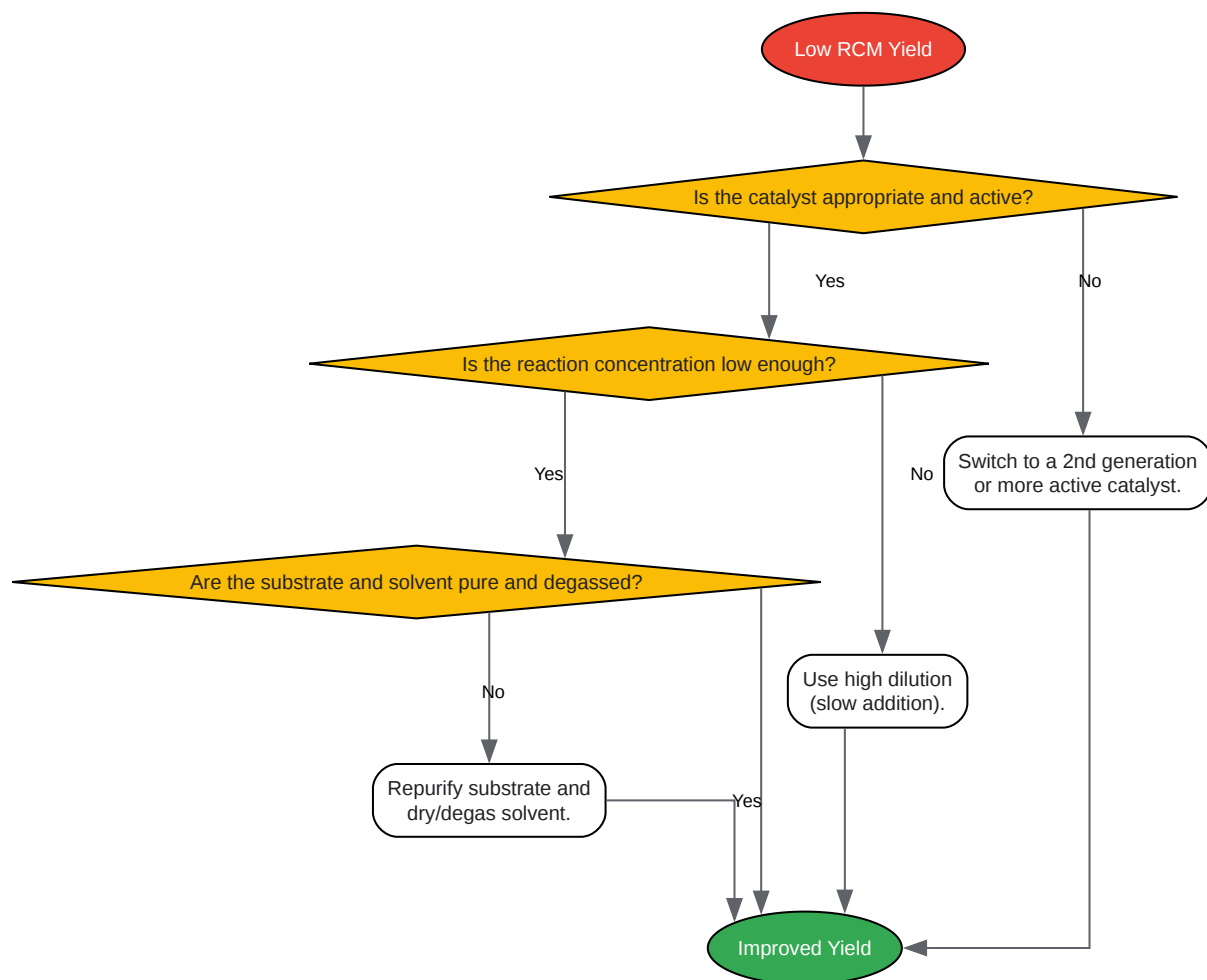 Low RCM Yield
Is the catalyst appropriate and active?
Yes
No
Is the reaction concentration low enough?
Switch to a 2nd generation
or more active catalyst.
Yes
No
Are the substrate and solvent pure and degassed?
Use high dilution
(slow addition).
No
Repurify substrate and
dry/degas solvent.
Yes
Improved Yield